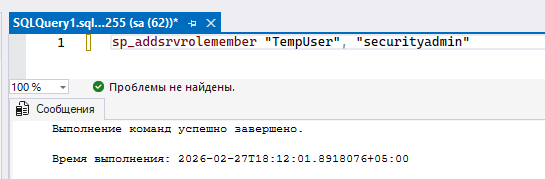 SQLQuery1.sql...255 (sa (62))*
1 sp_addsrvrolemember "TempUser", "securityadmin"
100 % Проблемы не найдены.
Сообщения
Выполнение команд успешно завершено.
Время выполнения: 2026-02-27T18:12:01.8918076+05:00